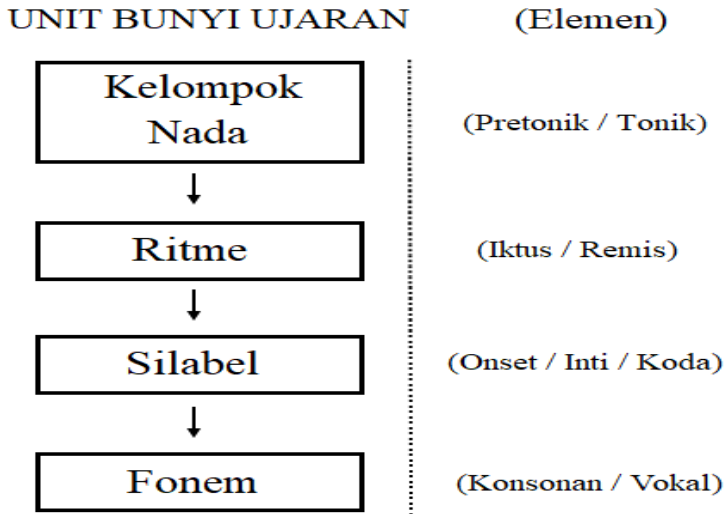 UNIT BUNYI UJARAN (Elemen)
Kelompok
Nada
(Pretonik / Tonik)
Ritme
(Iktus / Remis)
Silabel
(Onset / Inti / Koda)
Fonem
(Konsonan / Vokal)